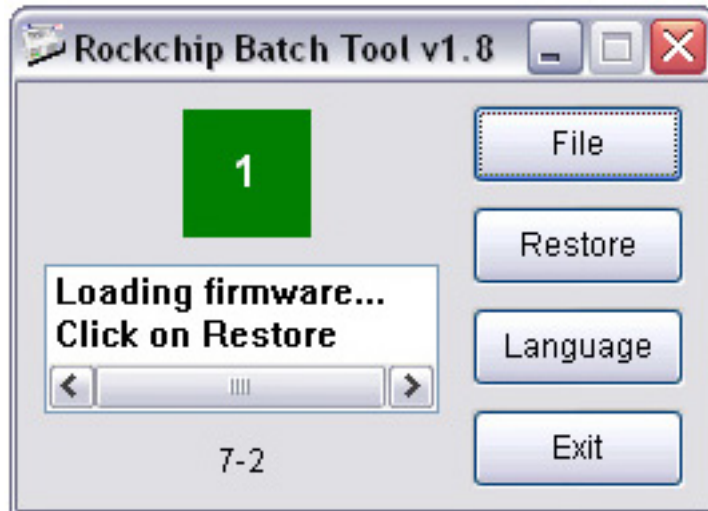 Rockchip Batch Tool v1.8
1
File
Restore
Loading firmware...
Click on Restore
Language
7-2
Exit